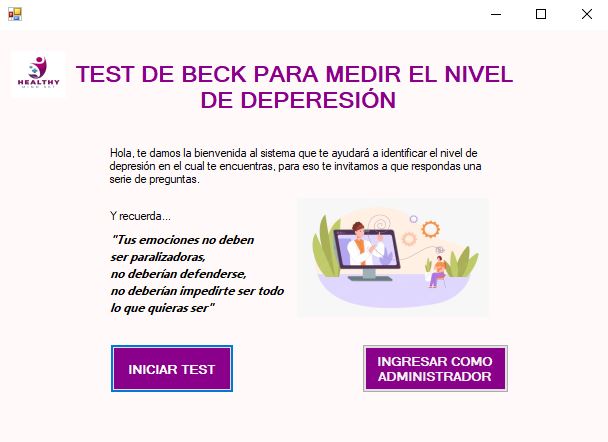 HEALTHY
MIND SET
TEST DE BECK PARA MEDIR EL NIVEL
DE DEPERESIÓN
Hola, te damos la bienvenida al sistema que te ayudará a identificar el nivel de
depresión en el cual te encuentras, para eso te invitamos a que respondas una
serie de preguntas.
Y recuerda...
"Tus emociones no deben
ser paralizadoras,
no deberían defenderse,
no deberían impedirte ser todo
lo que quieras ser"
INICIAR TEST
INGRESAR COMO
ADMINISTRADOR